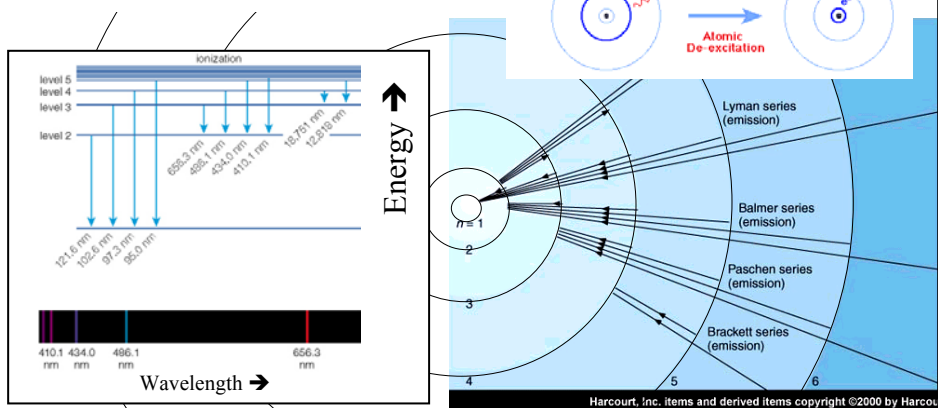 ionization
level 5
level 4
level 3
level 2
658.3 nm
486.1 nm
434.0 nm
410.1 nm
18,751 nm
12,818 nm
121.6 nm
102.6 nm
97.3 nm
95.0 nm
Energy ➔
410.1 nm
434.0 nm
486.1 nm
656.3 nm
Wavelength ➔
Atomic
De-excitation
Lyman series
(emission)
Balmer series
(emission)
Paschen series
(emission)
Brackett series
(emission)
n = 1
2
3
4
5
6
Harcourt, Inc. items and derived items copyright ©2000 by Harcou